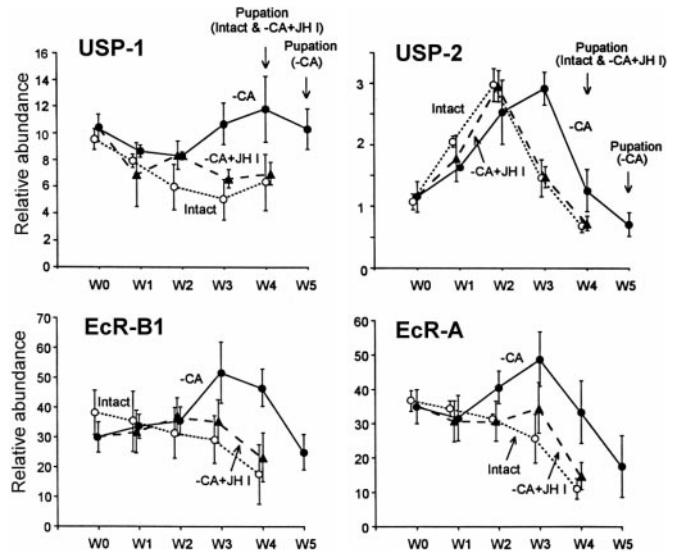 USP-1
Pupation
(Intact & -CA+JH I)
Pupation
(-CA)
Relative abundance
16
14
12
10
8
6
4
2
0
-CA
-CA+JH I
Intact
W0 W1 W2 W3 W4 W5
USP-2
Pupation
(Intact & -CA+JH I)
Pupation
(-CA)
3
2
1
0
Intact
-CA
-CA+JH I
W0 W1 W2 W3 W4 W5
EcR-B1
Relative abundance
70
60
50
40
30
20
10
0
Intact
-CA
-CA+JH I
W0 W1 W2 W3 W4 W5
EcR-A
60
50
40
30
20
10
0
-CA
Intact
-CA+JH I
W0 W1 W2 W3 W4 W5